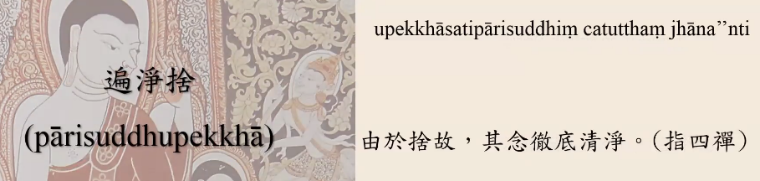 遍淨捨
(pārisuddhupekkhā)
upekkhāsatipārisuddhiṃ catutthaṃ jhāna’’nti
由於捨故，其念徹底清淨。(指四禪)